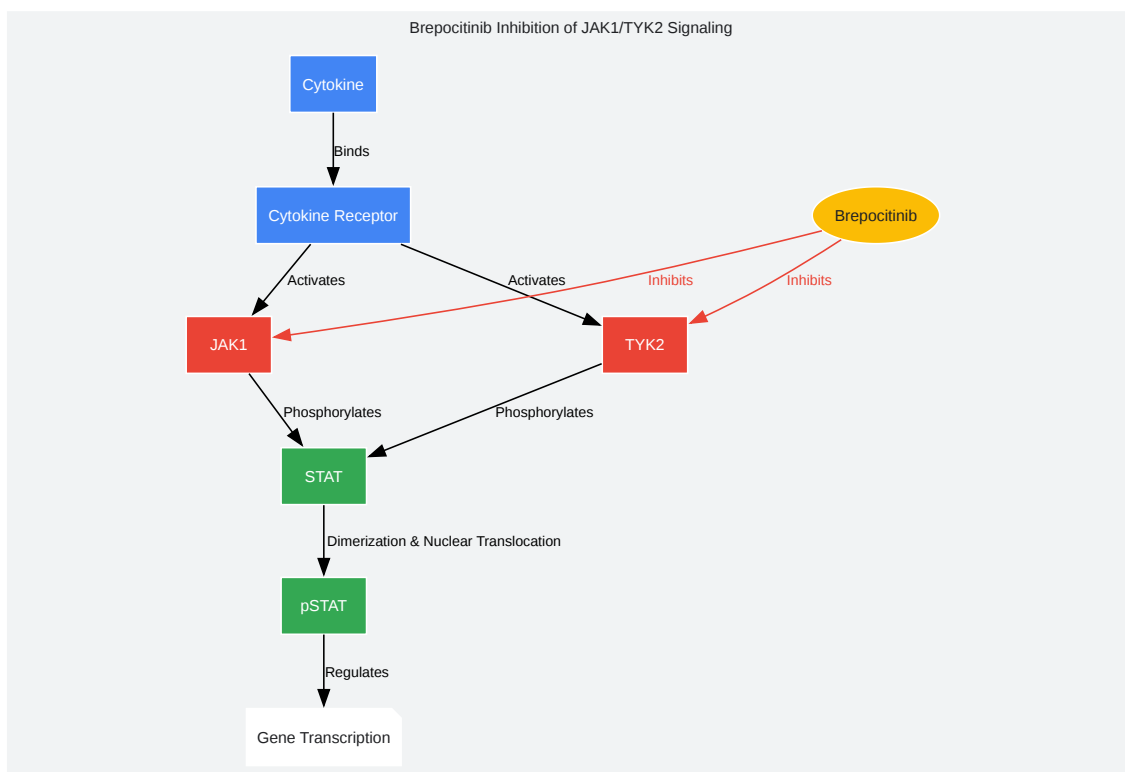 Brepocitinib Inhibition of JAK1/TYK2 Signaling
Cytokine
Binds
Cytokine Receptor
Brepocitinib
Activates
Activates
Inhibits
Inhibits
JAK1
TYK2
Phosphorylates
Phosphorylates
STAT
Dimerization & Nuclear Translocation
pSTAT
Regulates
Gene Transcription